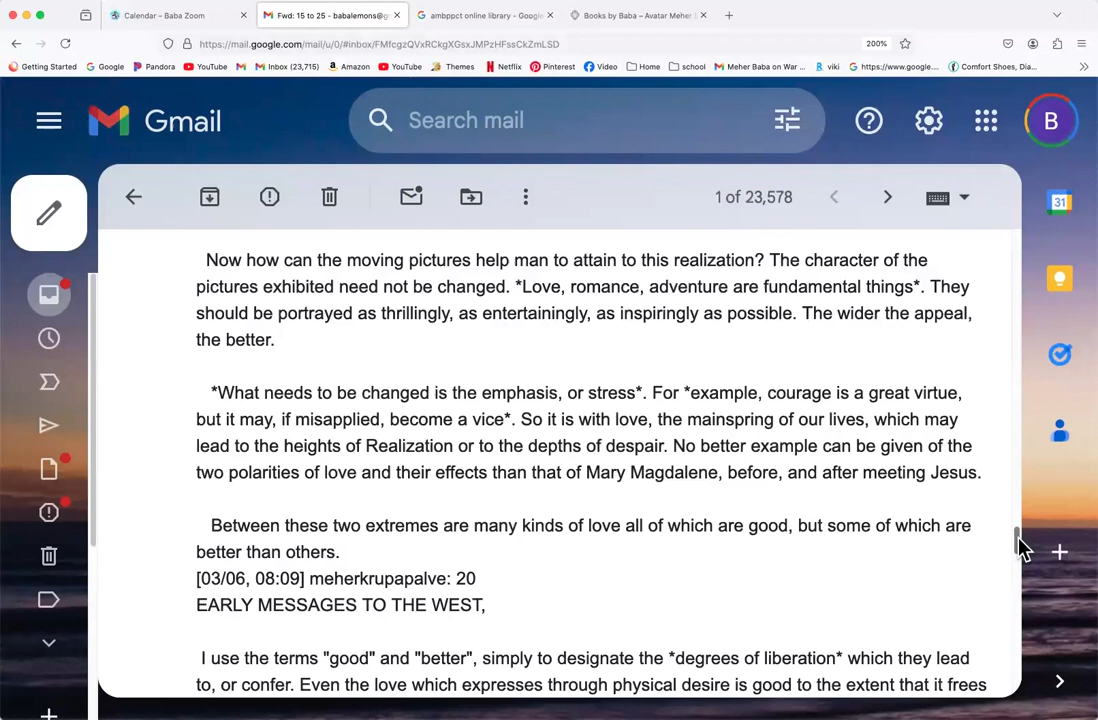 Calendar – Baba Zoom
Fwd: 15 to 25 - babalemons@g
ambppct online library - Google
Books by Baba – Avatar Meher
https://mail.google.com/mail/u/0/#inbox/FMfcgzQVxRCkgXGsxJMPzHFssCkZmLSD
200%
Getting Started
Google
Pandora
YouTube
Inbox (23,715)
Amazon
YouTube
Themes
Netflix
Pinterest
Video
Home
school
Meher Baba on War ...
viki
https://www.google....
Comfort Shoes, Dia...
Gmail
Search mail
B
1 of 23,578
31
Now how can the moving pictures help man to attain to this realization? The character of the
pictures exhibited need not be changed. *Love, romance, adventure are fundamental things*. They
should be portrayed as thrillingly, as entertainingly, as inspiringly as possible. The wider the appeal,
the better.
*What needs to be changed is the emphasis, or stress*. For *example, courage is a great virtue,
but it may, if misapplied, become a vice*. So it is with love, the mainspring of our lives, which may
lead to the heights of Realization or to the depths of despair. No better example can be given of the
two polarities of love and their effects than that of Mary Magdalene, before, and after meeting Jesus.
Between these two extremes are many kinds of love all of which are good, but some of which are
better than others.
[03/06, 08:09] meherkrupapalve: 20
EARLY MESSAGES TO THE WEST,
I use the terms "good" and "better", simply to designate the *degrees of liberation* which they lead
to, or confer. Even the love which expresses through physical desire is good to the extent that it frees